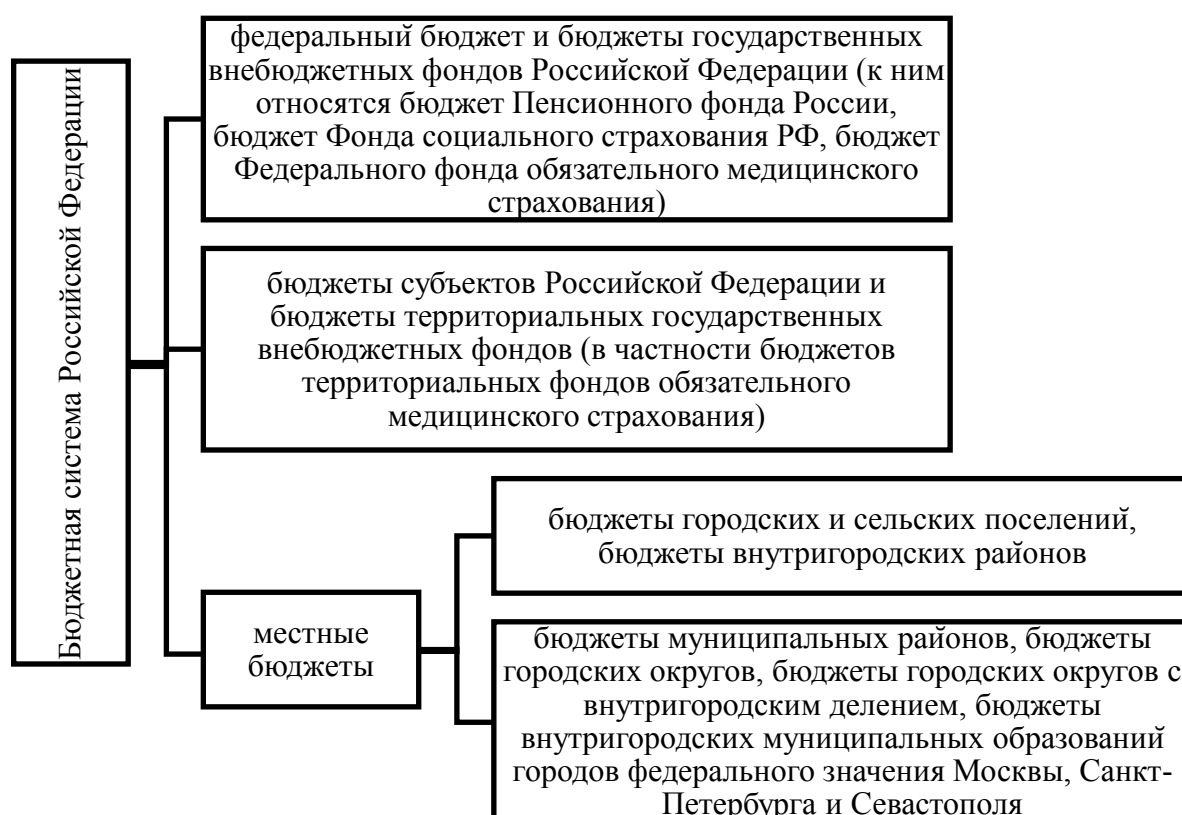 Бюджетная система Российской Федерации
федеральный бюджет и бюджеты государственных
внебюджетных фондов Российской Федерации (к ним
относятся бюджет Пенсионного фонда России,
бюджет Фонда социального страхования РФ, бюджет
Федерального фонда обязательного медицинского
страхования)
бюджеты субъектов Российской Федерации и
бюджеты территориальных государственных
внебюджетных фондов (в частности бюджетов
территориальных фондов обязательного
медицинского страхования)
местные
бюджеты
бюджеты городских и сельских поселений,
бюджеты внутригородских районов
бюджеты муниципальных районов, бюджеты
городских округов, бюджеты городских округов с
внутригородским делением, бюджеты
внутригородских муниципальных образований
городов федерального значения Москвы, Санкт-
Петербурга и Севастополя